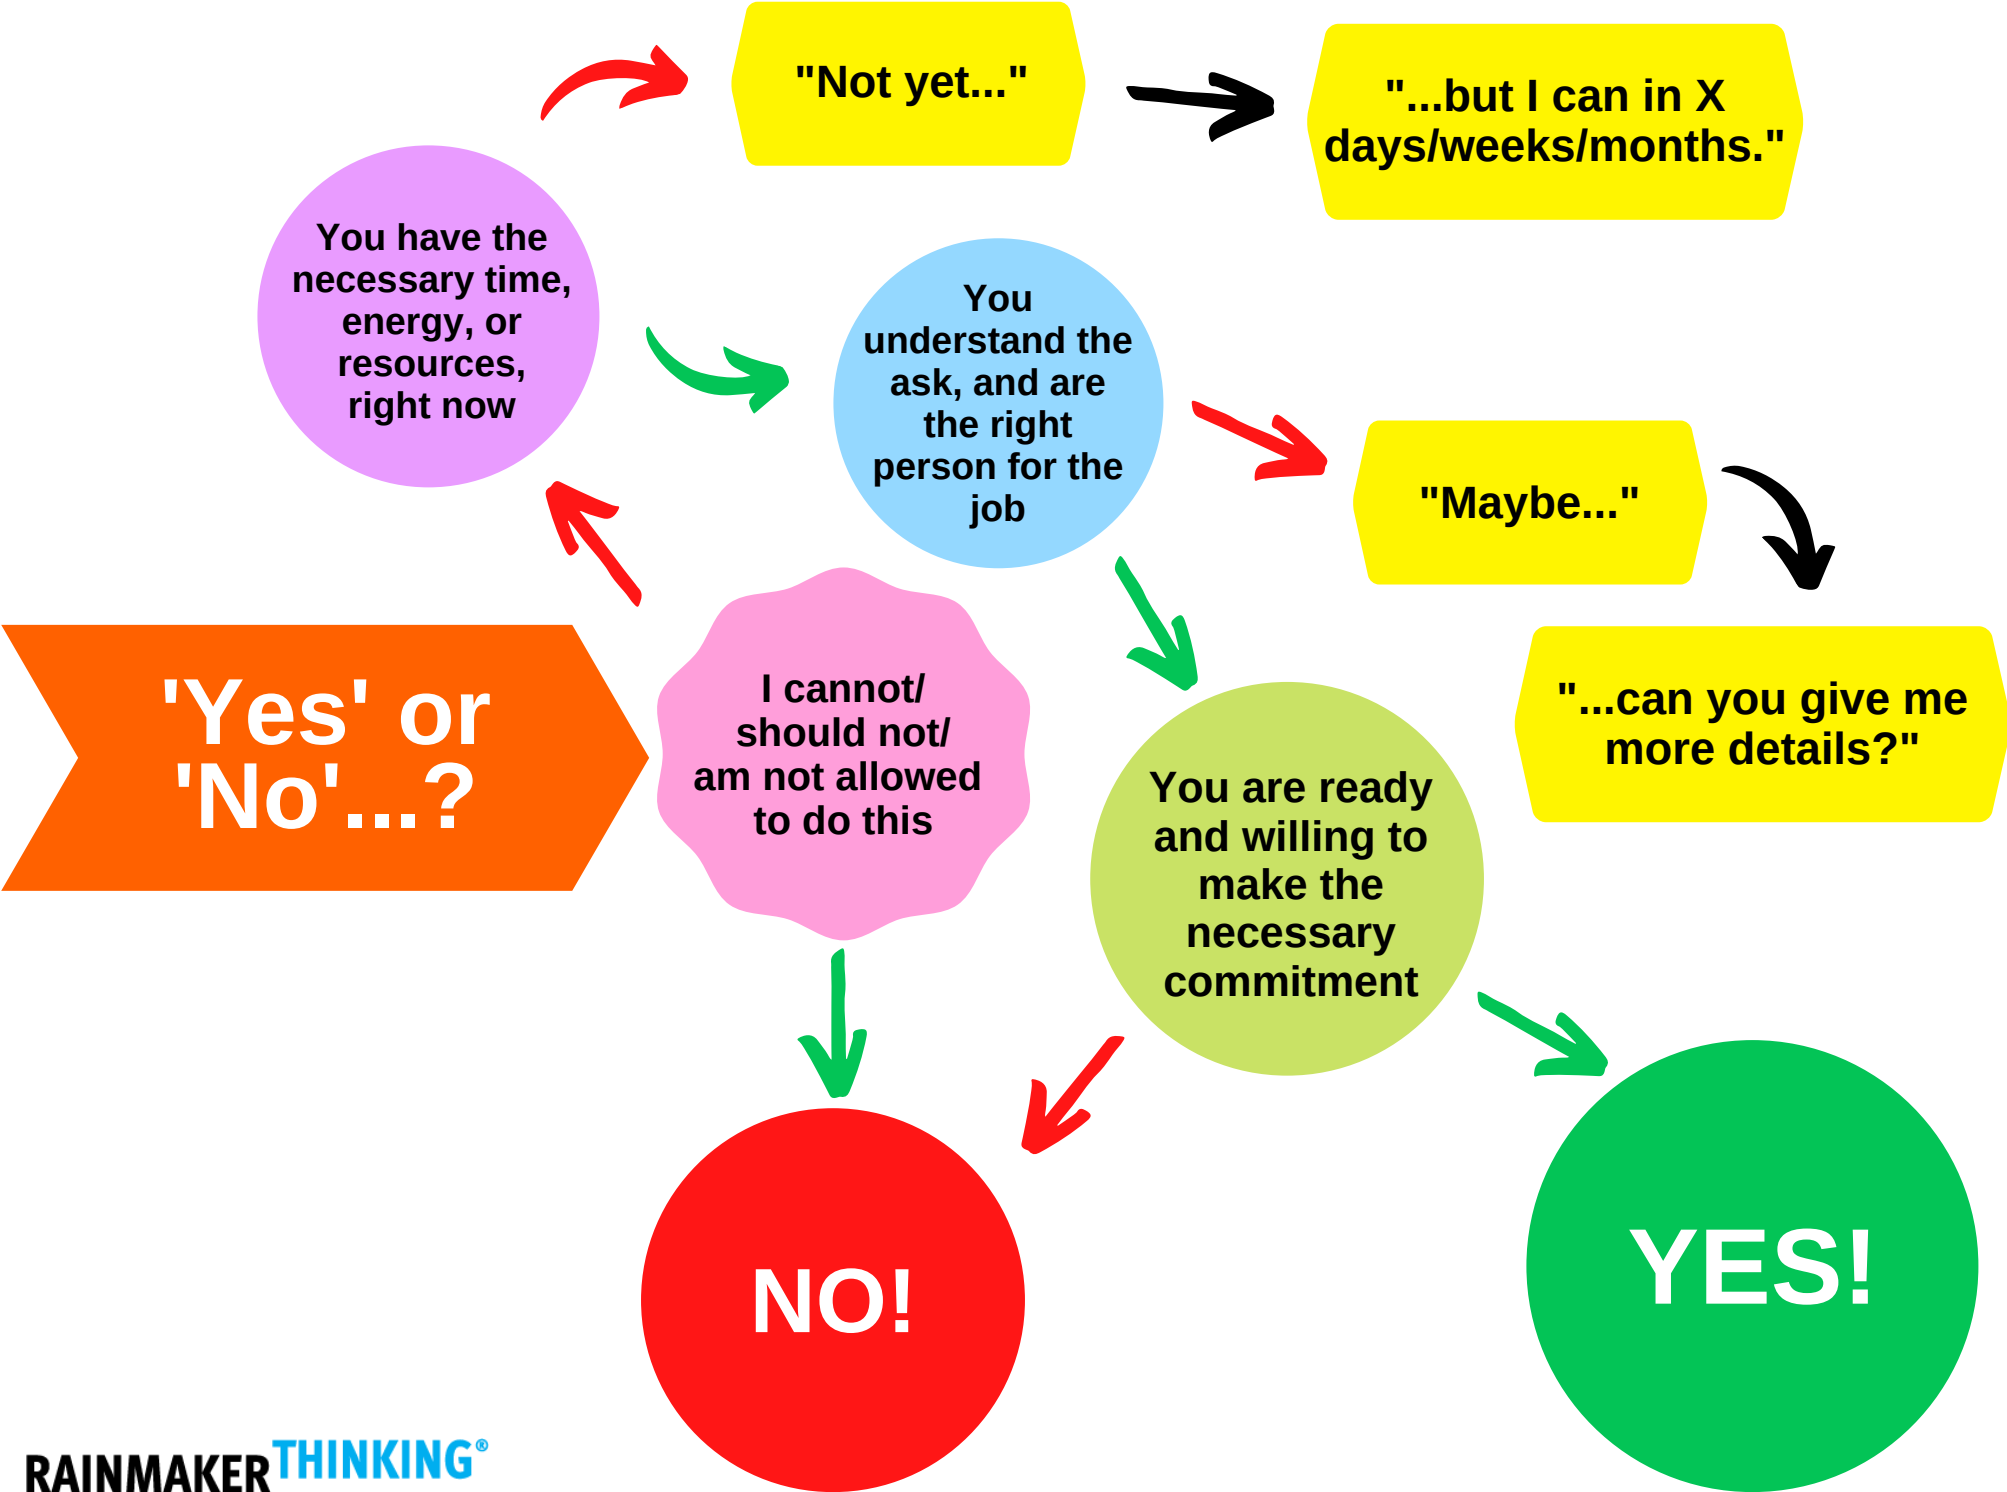 'Yes' or
'No'...?
I cannot/
should not/
am not allowed
to do this
You have the
necessary time,
energy, or
resources,
right now
"Not yet..."
"...but I can in X
days/weeks/months."
You
understand the
ask, and are
the right
person for the
job
"Maybe..."
"...can you give me
more details?"
You are ready
and willing to
make the
necessary
commitment
NO!
YES!
RAINMAKERTHINKING®